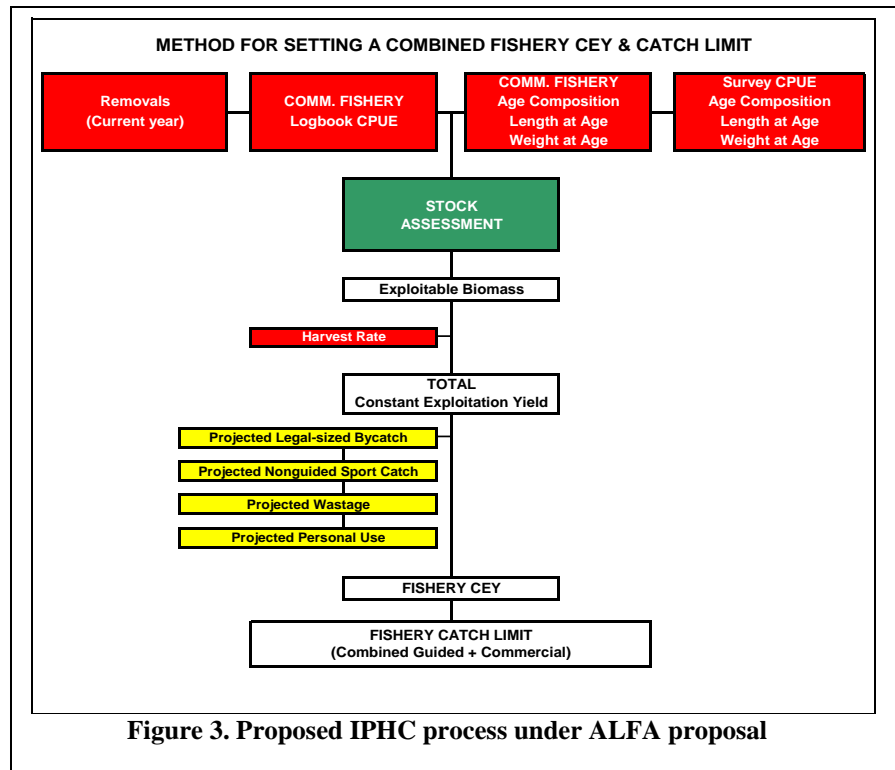 METHOD FOR SETTING A COMBINED FISHERY CEY & CATCH LIMIT
Removals
(Current year)
COMM. FISHERY
Logbook CPUE
COMM. FISHERY
Age Composition
Length at Age
Weight at Age
Survey CPUE
Age Composition
Length at Age
Weight at Age
STOCK
ASSESSMENT
Exploitable Biomass
Harvest Rate
TOTAL
Constant Exploitation Yield
Projected Legal-sized Bycatch
Projected Nonguided Sport Catch
Projected Wastage
Projected Personal Use
FISHERY CEY
FISHERY CATCH LIMIT
(Combined Guided + Commercial)
Figure 3. Proposed IPHC process under ALFA proposal